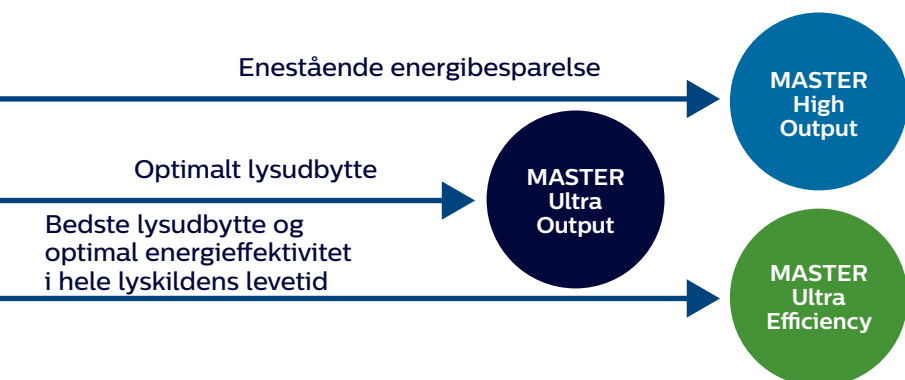 Enestående energibesparelse
MASTER
High
Output
Optimalt lysudbytte
MASTER
Ultra
Output
Bedste lysudbytte og
optimal energieffektivitet
i hele lyskildens levetid
MASTER
Ultra
Efficiency